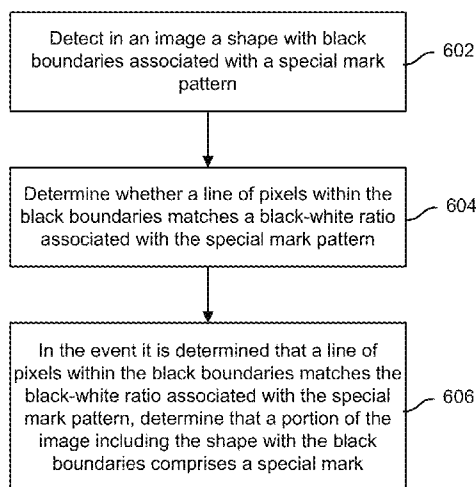 Detect in an image a shape with black
boundaries associated with a special mark
pattern
602
Determine whether a line of pixels within the
black boundaries matches a black-white ratio
associated with the special mark pattern
604
In the event it is determined that a line of
pixels within the black boundaries matches the
black-white ratio associated with the special
mark pattern, determine that a portion of the
image including the shape with the black
boundaries comprises a special mark
606